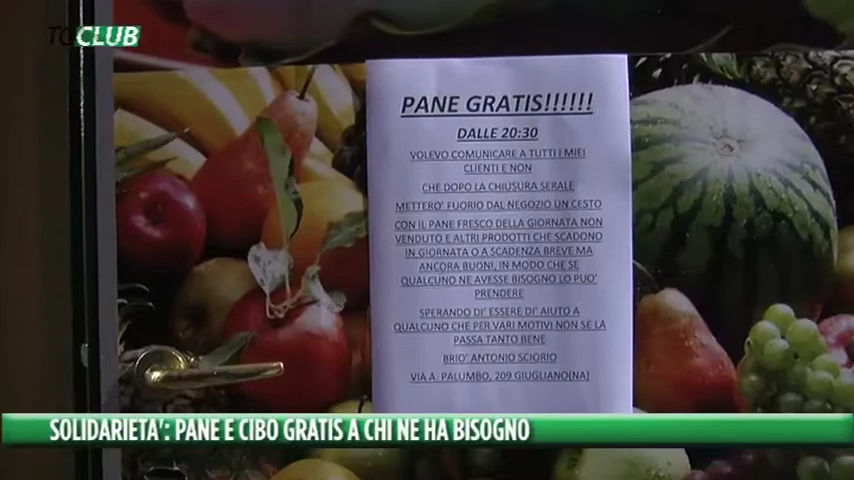 TG CLUB
PANE GRATIS!!!!!!
DALLE 20:30
VOLEVO COMUNICARE A TUTTI I MIEI
CLIENTI E NON
CHE DOPO LA CHIUSURA SERALE
METTERO' FUORIO DAL NEGOZIO UN CESTO
CON IL PANE FRESCO DELLA GIORNATA NON
VENDUTO E ALTRI PRODOTTI CHE SCADONO
IN GIORNATA O A SCADENZA BREVE MA
ANCORA BUONI, IN MODO CHE SE
QUALCUNO NE AVESSE BISOGNO LO PUO'
PRENDERE
SPERANDO DI' ESSERE DI' AIUTO A
QUALCUNO CHE PER VARI MOTIVI NON SE LA
PASSA TANTO BENE
BRIO' ANTONIO SCIORIO
VIA A. PALUMBO, 209 GIUGLIANO(NA)
SOLIDARIETA': PANE E CIBO GRATIS A CHI NE HA BISOGNO